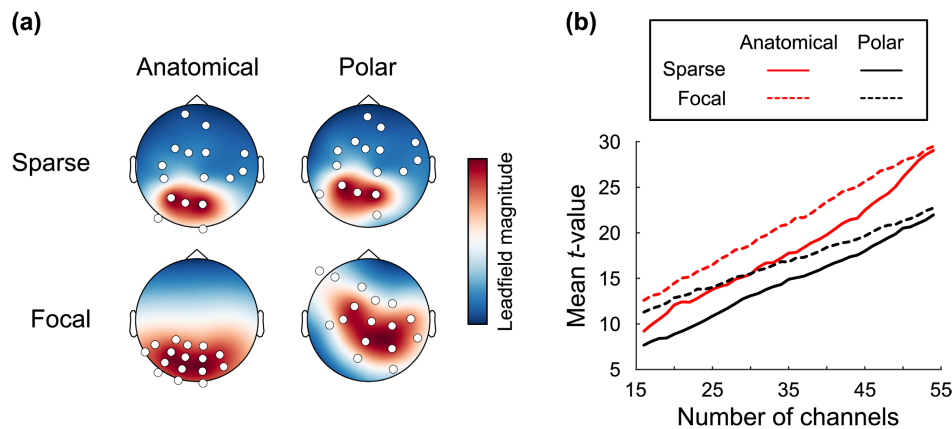 (a)
Anatomical Polar
Sparse
Focal
Leadfield magnitude
(b)
Anatomical Polar
Sparse
Focal
Mean t-value
30
25
20
15
10
5
15 25 35 45 55
Number of channels